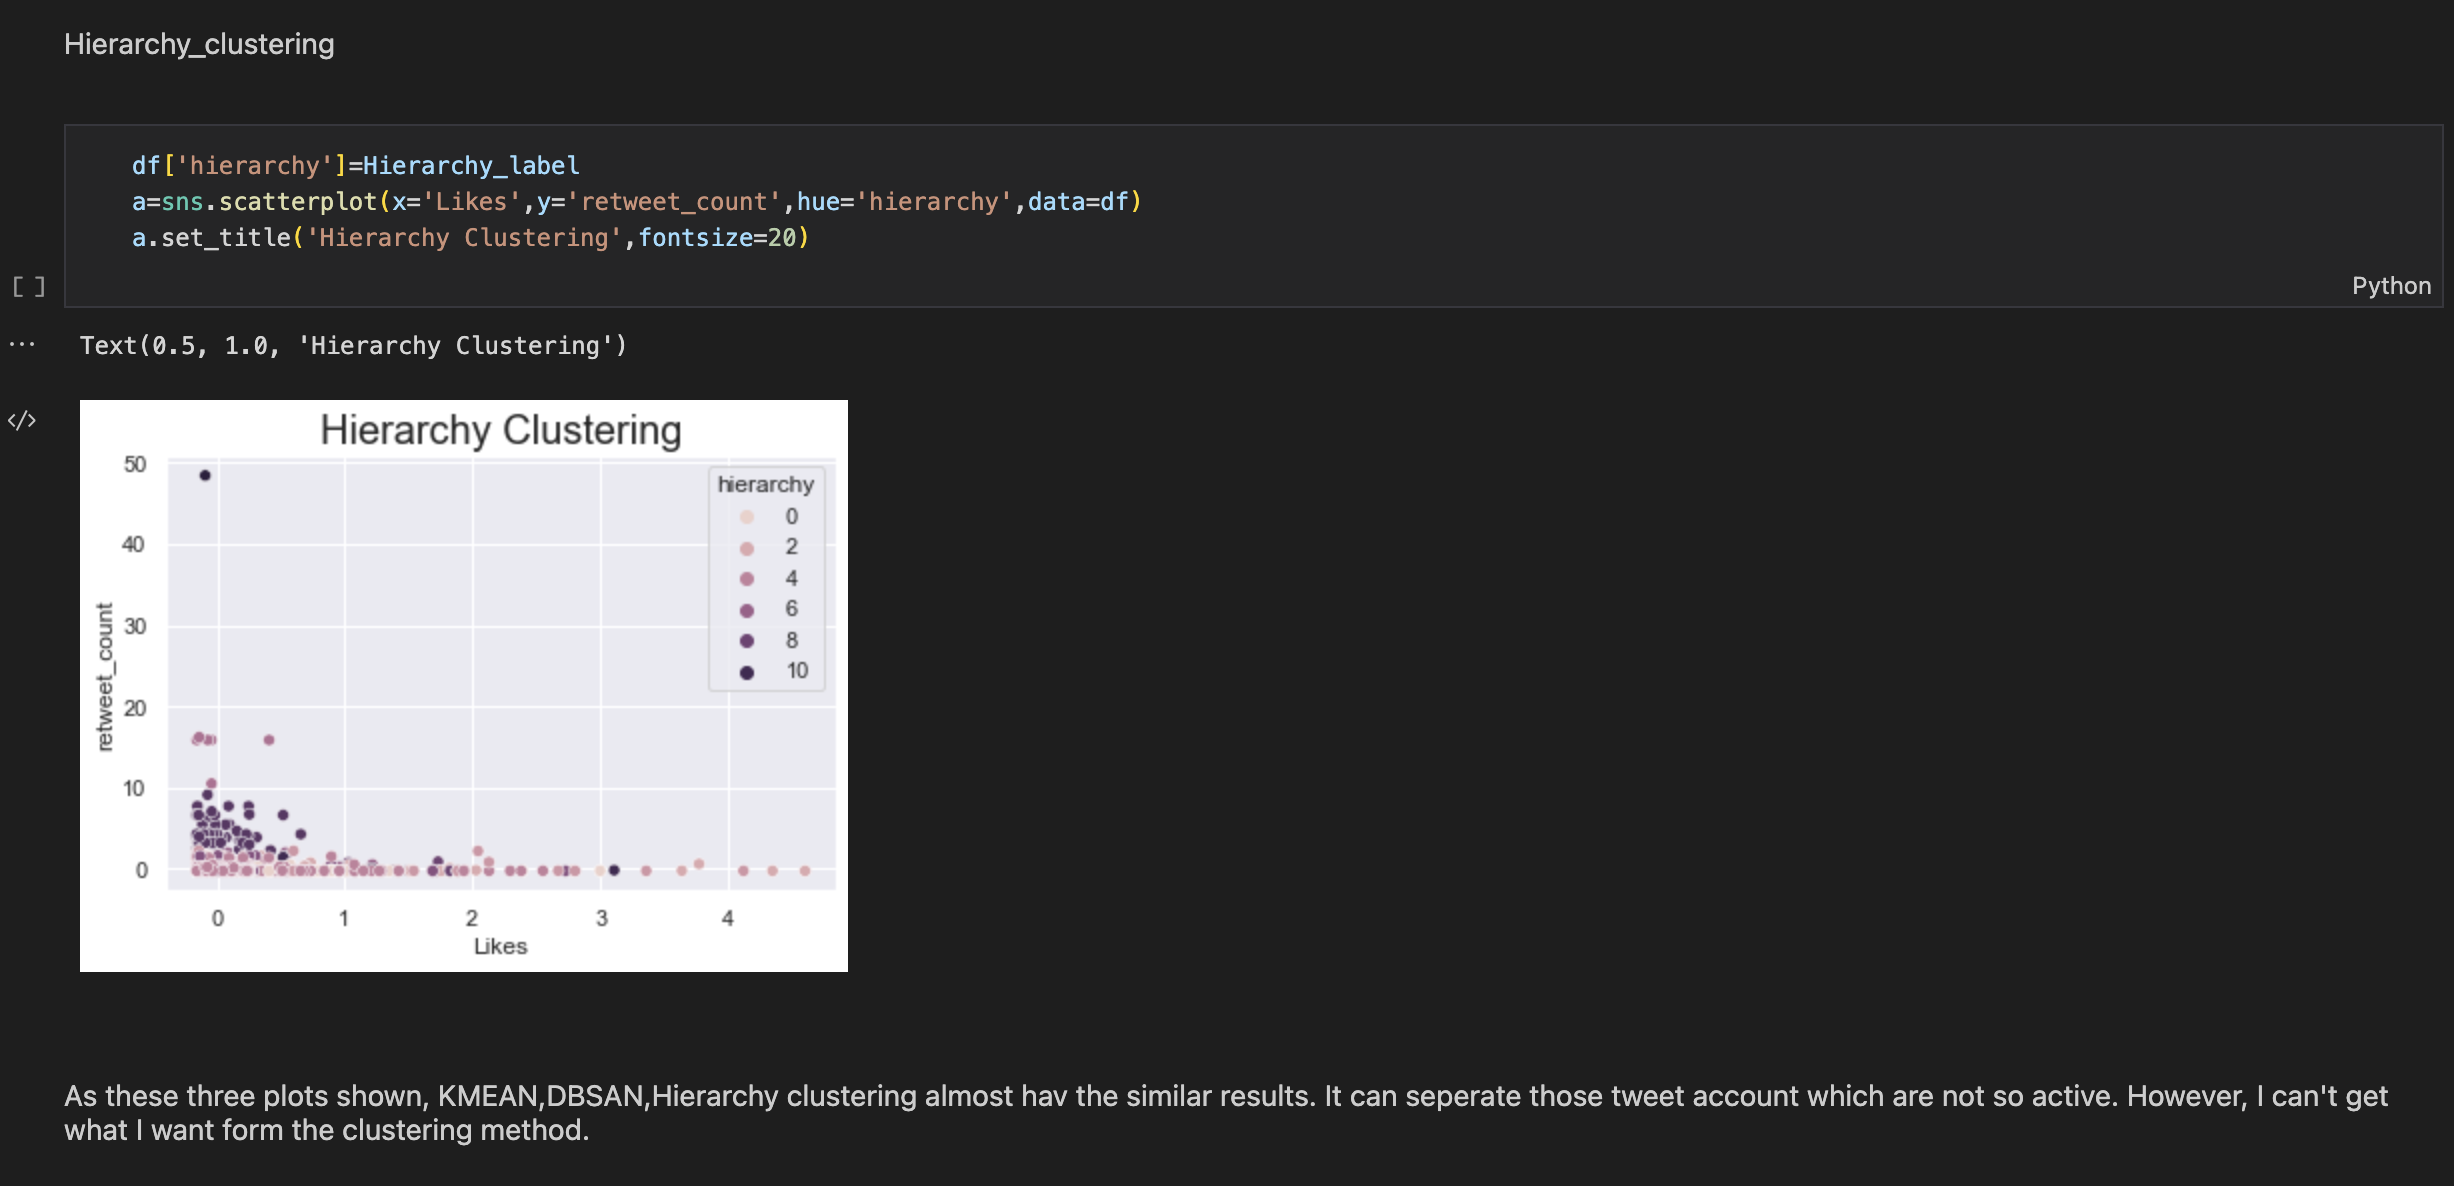 Hierarchy_clustering
df['hierarchy']=Hierarchy_label
a=sns.scatterplot(x='Likes',y='retweet_count',hue='hierarchy',data=df)
a.set_title('Hierarchy Clustering',fontsize=20)
[ ]
Python
...
Text(0.5, 1.0, 'Hierarchy Clustering')
</>
Hierarchy Clustering
50
40
30
20
10
0
retweet_count
hierarchy
0
2
4
6
8
10
0 1 2 3 4
Likes
As these three plots shown, KMEAN,DBSAN,Hierarchy clustering almost hav the similar results. It can seperate those tweet account which are not so active. However, I can't get
what I want form the clustering method.